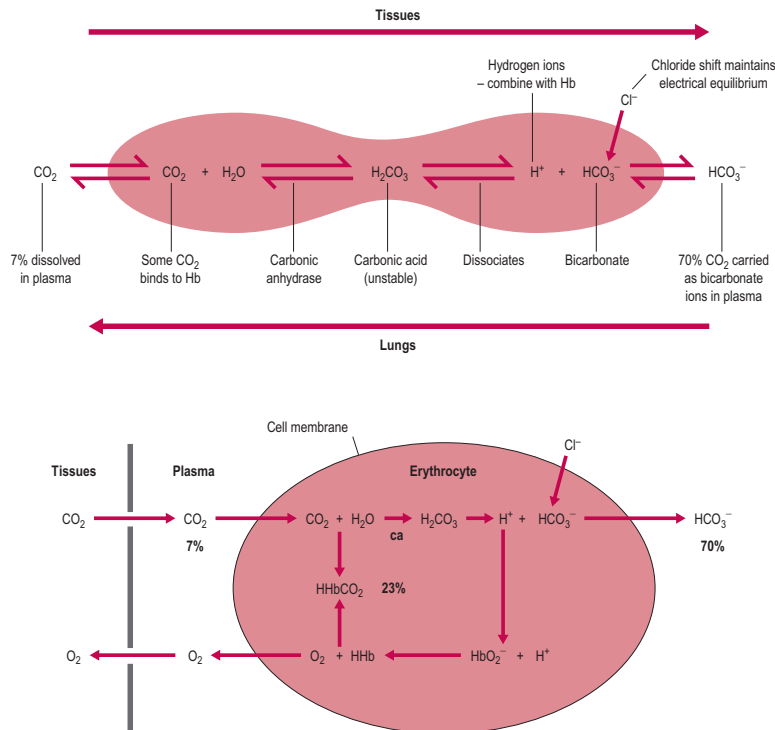 Tissues
Hydrogen ions
– combine with Hb
Chloride shift maintains
electrical equilibrium
Cl⁻
CO₂ CO₂ + H₂O H₂CO₃ H⁺ + HCO₃⁻ HCO₃⁻
7% dissolved
in plasma
Some CO₂
binds to Hb
Carbonic
anhydrase
Carbonic acid
(unstable)
Dissociates
Bicarbonate
70% CO₂ carried
as bicarbonate
ions in plasma
Lungs
Cell membrane
Cl⁻
Tissues Plasma Erythrocyte
CO₂ CO₂ CO₂ + H₂O H₂CO₃ H⁺ + HCO₃⁻ HCO₃⁻
7% ca 70%
HHbCO₂ 23%
O₂ O₂ O₂ + HHb HbO₂⁻ + H⁺